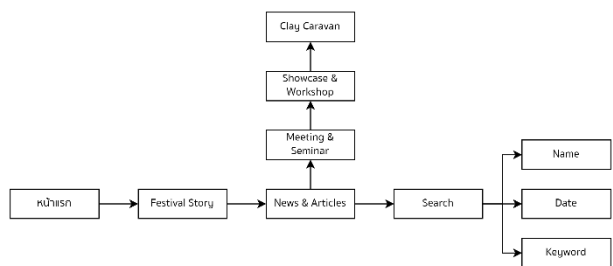 Clay Caravan
Showcase &
Workshop
Meeting &
Seminar
Name
หน้าแรก
Festival Story
News & Articles
Search
Date
Keyword